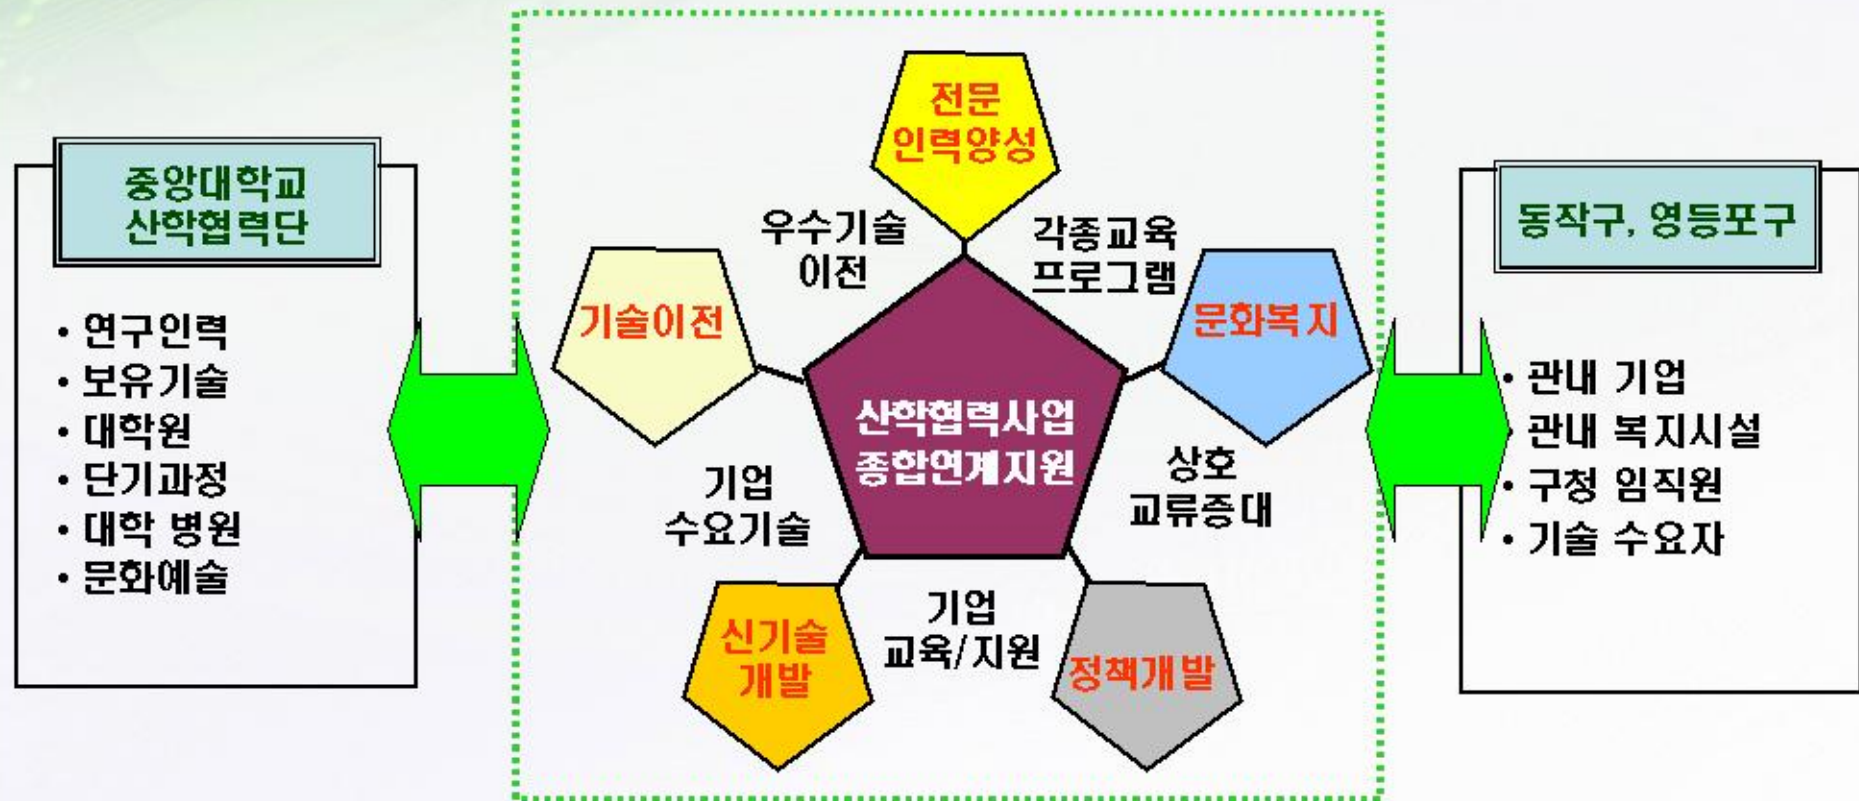 중앙대학교
산학협력단
• 연구인력
• 보유기술
• 대학원
• 단기과정
• 대학 병원
• 문화예술
전문
인력양성
우수기술
이전
각종교육
프로그램
기술이전
문화복지
산학협력사업
종합연계지원
기업
수요기술
상호
교류증대
신기술
개발
기업
교육/지원
정책개발
동작구, 영등포구
• 관내 기업
• 관내 복지시설
• 구청 임직원
• 기술 수요자